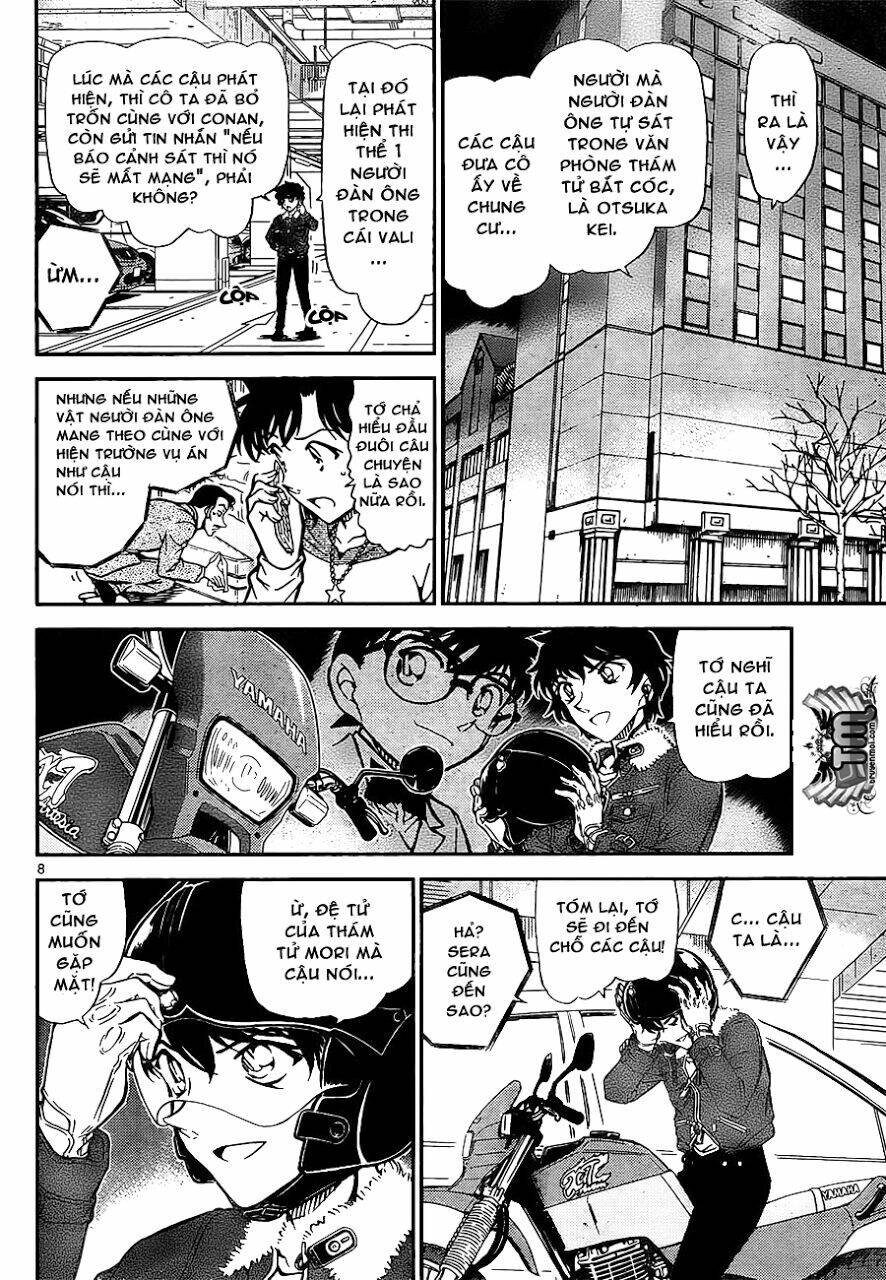 THÌ
RA LÀ
VẬY
...
NGƯỜI MÀ
NGƯỜI ĐÀN
ÔNG TỰ SÁT
TRONG VĂN
PHÒNG THÁM
TỬ BẮT CÓC,
LÀ OTSUKA
KEI.
CÁC CẬU
ĐƯA CÔ
ẤY VỀ
CHUNG
CƯ...
TẠI ĐÓ
LẠI PHÁT
HIỆN THI
THỂ 1
NGƯỜI
ĐÀN ÔNG
TRONG
CÁI VALI
...
LÚC MÀ CÁC CẬU PHÁT
HIỆN, THÌ CÔ TA ĐÃ BỎ
TRỐN CÙNG VỚI CONAN,
CÒN GỬI TIN NHẮN "NẾU
BÁO CẢNH SÁT THÌ NÓ
SẼ MẤT MẠNG", PHẢI
KHÔNG?
ỪM...
CỘP
CỘP
TỚ CHẢ
HIỂU ĐẦU
ĐUÔI CÂU
CHUYỆN
LÀ SAO
NỮA RỒI.
NHƯNG NẾU NHỮNG
VẬT NGƯỜI ĐÀN ÔNG
MANG THEO CÙNG VỚI
HIỆN TRƯỜNG VỤ ÁN
NHƯ CẬU
NÓI THÌ...
TỚ NGHĨ
CẬU TA
CŨNG ĐÃ
HIỂU RỒI.
YAMAHA
TM
truyenmoi.com
8
C... CẬU
TA LÀ...
TÓM LẠI, TỚ
SẼ ĐI ĐẾN
CHỖ CÁC CẬU!
HẢ?
SERA
CŨNG
ĐẾN
SAO?
YAMAHA
Ừ, ĐỆ TỬ
CỦA THÁM
TỬ MORI MÀ
CẬU NÓI...
TỚ
CŨNG
MUỐN
GẶP
MẶT!